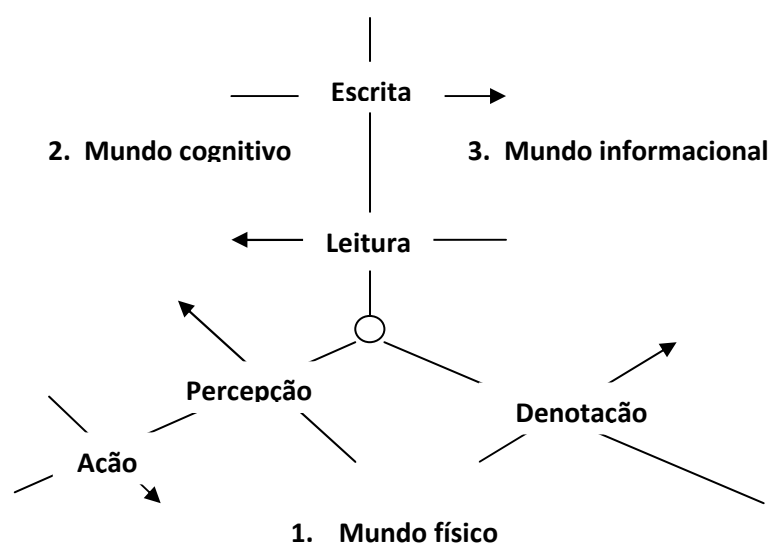 Escrita
2. Mundo cognitivo
3. Mundo informacional
Leitura
Percepção
Denotação
Ação
1. Mundo físico